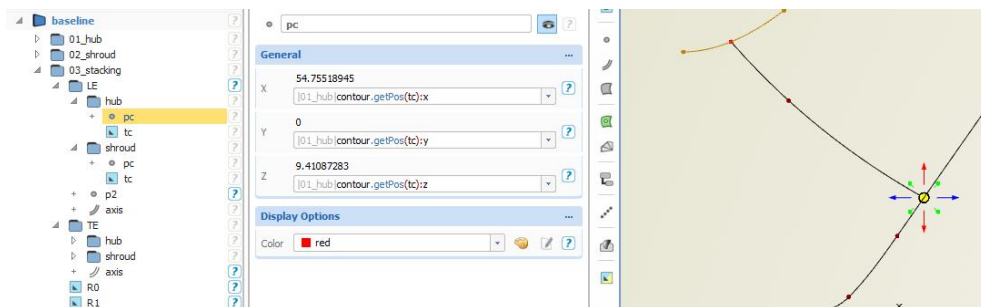 baseline
01_hub
02_shroud
03_stacking
LE
hub
pc
tc
shroud
pc
tc
p2
axis
TE
hub
shroud
axis
R0
R1
pc
General
...
X
54.75518945
|01_hub|contour.getPos(tc):x
Y
0
|01_hub|contour.getPos(tc):y
Z
9.41087283
|01_hub|contour.getPos(tc):z
Display Options
...
Color
red